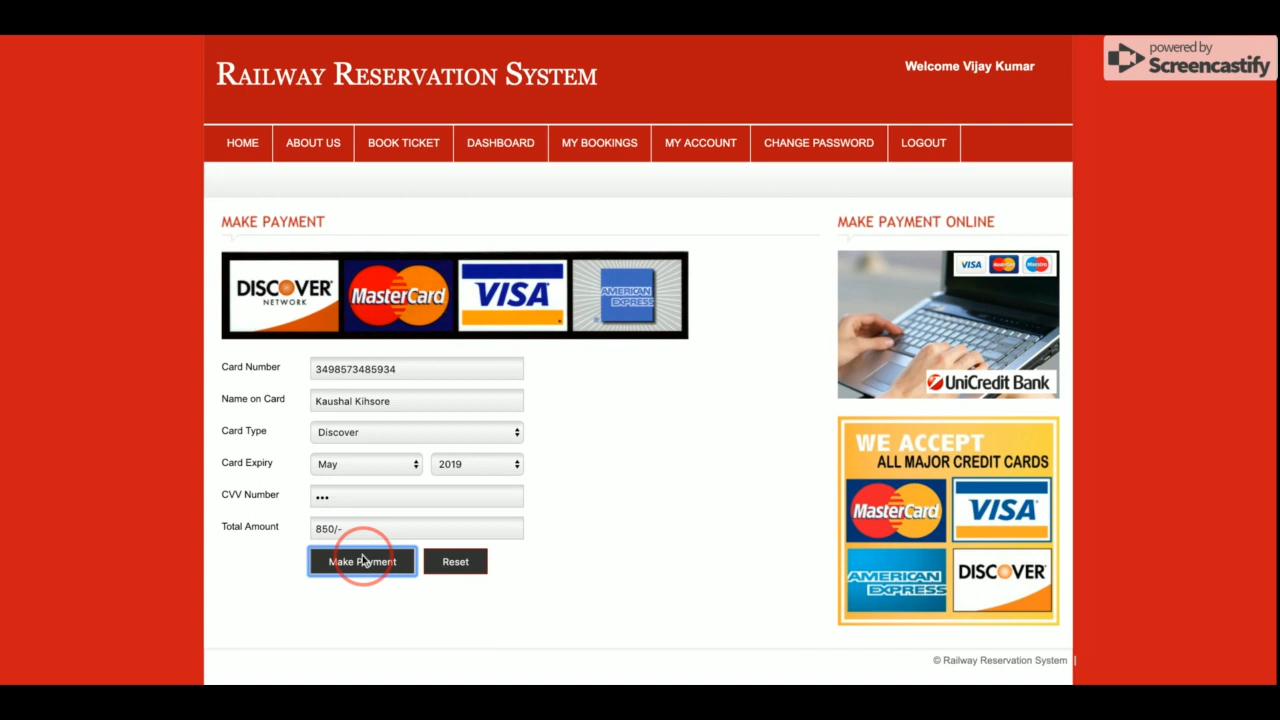 powered by
Screencastify
RAILWAY RESERVATION SYSTEM
Welcome Vijay Kumar
HOME
ABOUT US
BOOK TICKET
DASHBOARD
MY BOOKINGS
MY ACCOUNT
CHANGE PASSWORD
LOGOUT
MAKE PAYMENT
DISCOVER
NETWORK
MasterCard
VISA
AMERICAN
EXPRESS
Card Number
3498573485934
Name on Card
Kaushal Kihsore
Card Type
Discover
Card Expiry
May
2019
CVV Number
•••
Total Amount
850/-
Make Payment
Reset
MAKE PAYMENT ONLINE
VISA
MasterCard
Maestro
UniCredit Bank
WE ACCEPT
ALL MAJOR CREDIT CARDS
MasterCard
VISA
AMERICAN
EXPRESS
DISCOVER
© Railway Reservation System |